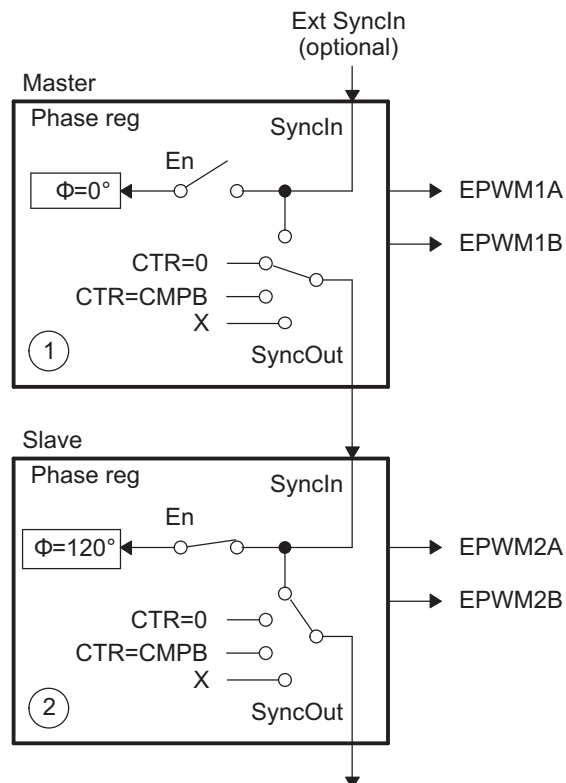 Ext SyncIn
(optional)
Master
Phase reg
SyncIn
En
Φ=0°
EPWM1A
EPWM1B
CTR=0
CTR=CMPB
X
1
SyncOut
Slave
Phase reg
SyncIn
En
Φ=120°
EPWM2A
EPWM2B
CTR=0
CTR=CMPB
X
2
SyncOut